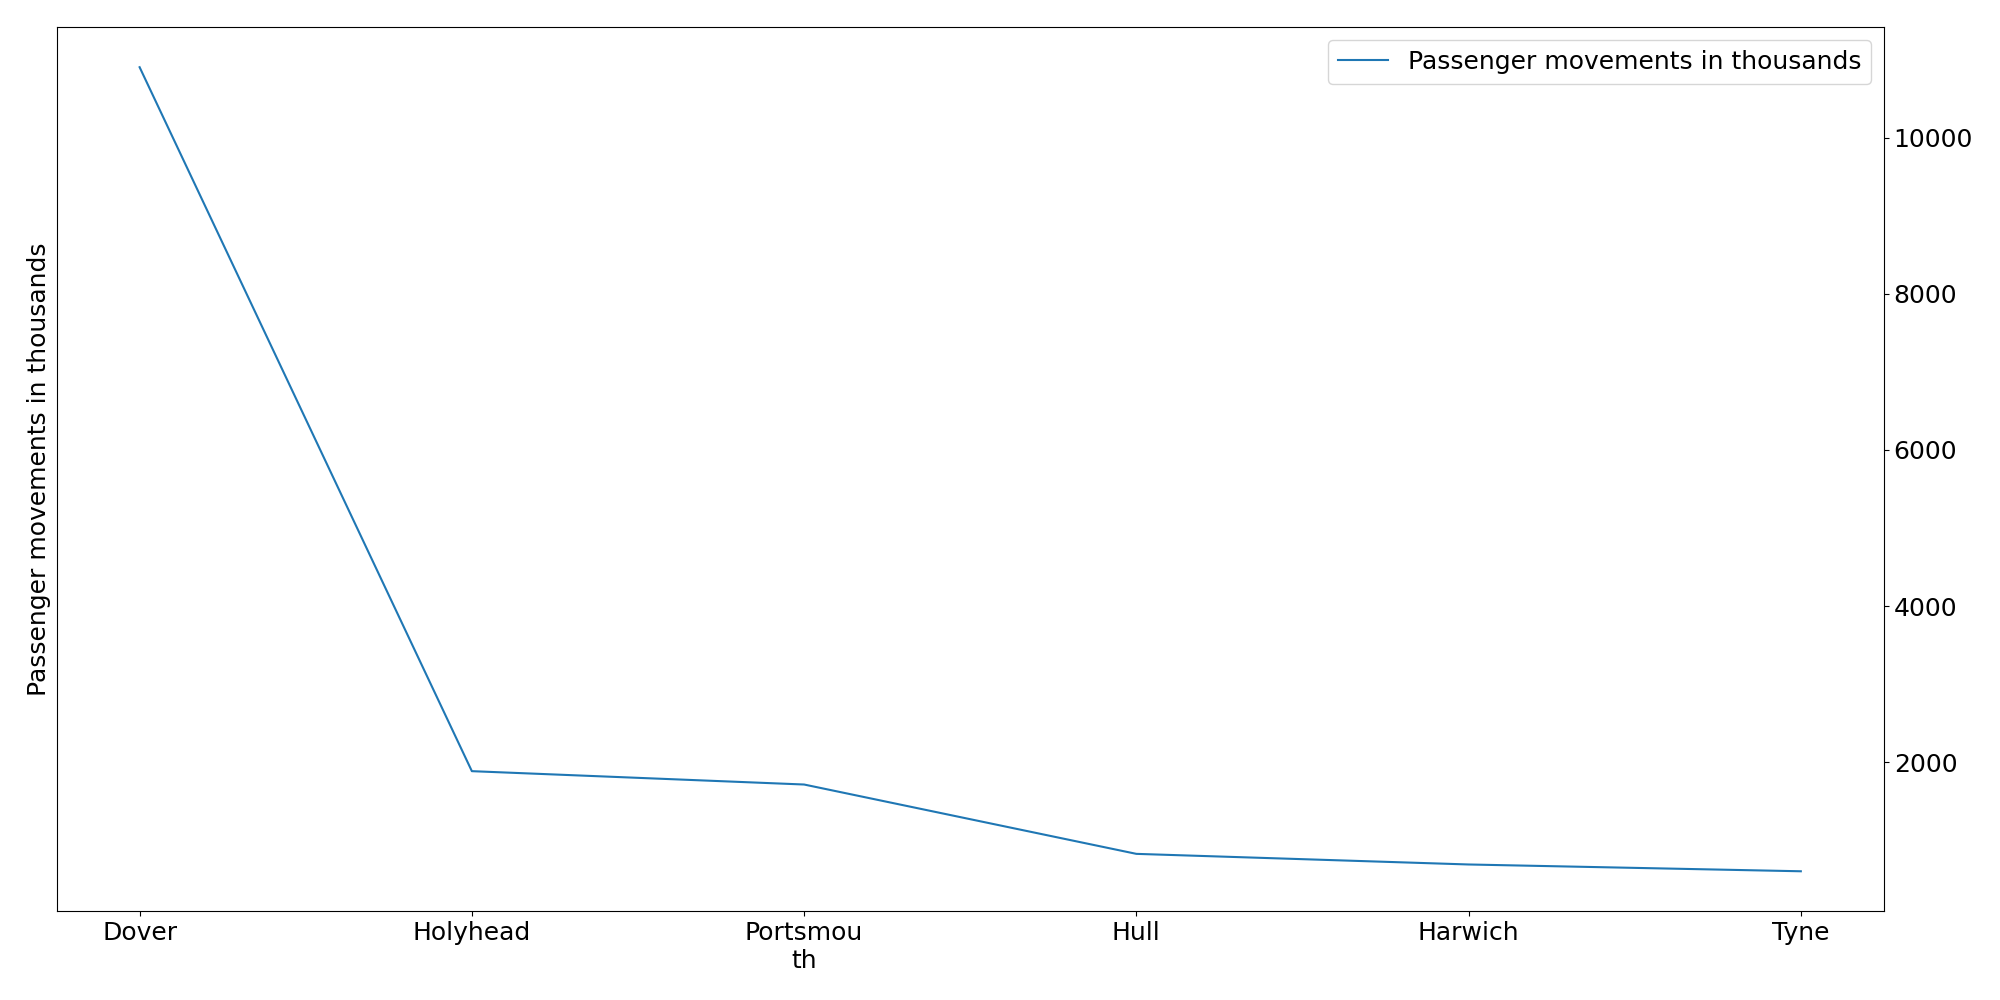 Passenger movements in thousands
Passenger movements in thousands
10000
8000
6000
4000
2000
Dover
Holyhead
Portsmou
th
Hull
Harwich
Tyne